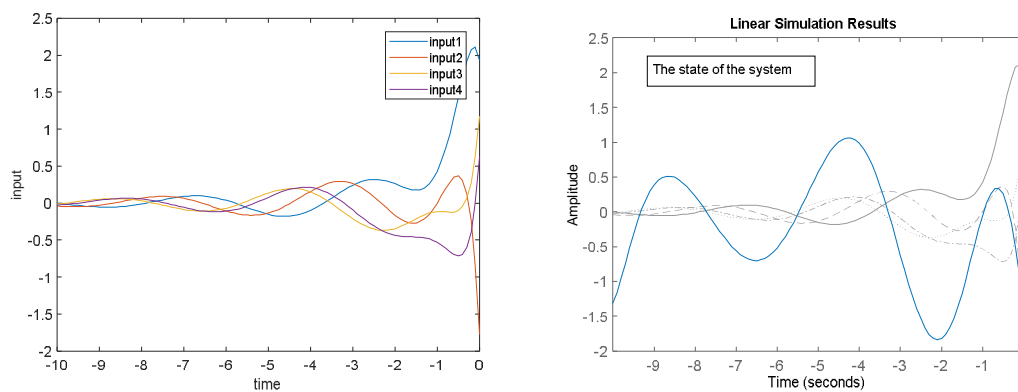 2.5
2
1.5
1
0.5
0
-0.5
-1
-1.5
-2
input
-10 -9 -8 -7 -6 -5 -4 -3 -2 -1 0
time
input1
input2
input3
input4
Linear Simulation Results
The state of the system
2.5
2
1.5
1
0.5
0
-0.5
-1
-1.5
-2
Amplitude
-9 -8 -7 -6 -5 -4 -3 -2 -1
Time (seconds)